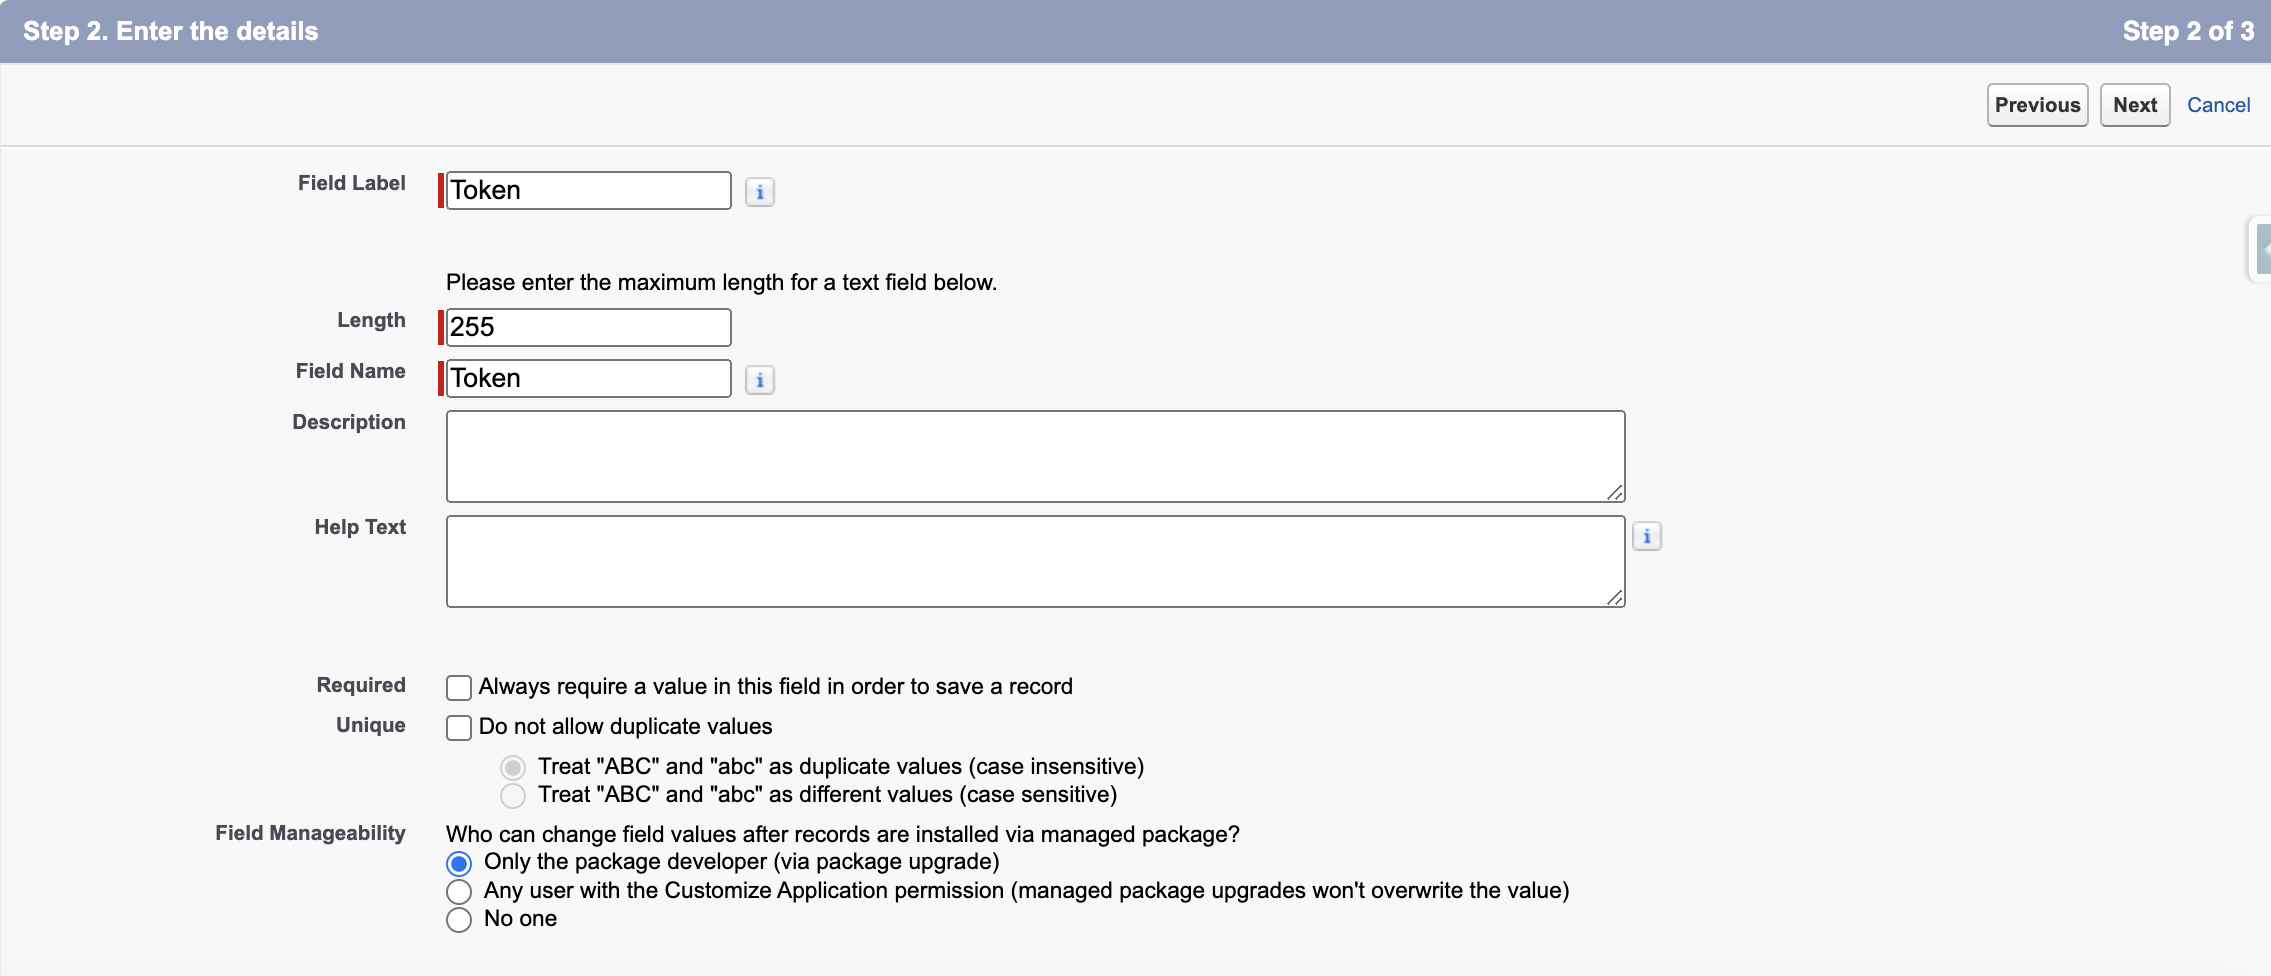 Step 2. Enter the details
Step 2 of 3
Previous
Next
Cancel
Field Label
Token
Please enter the maximum length for a text field below.
Length
255
Field Name
Token
Description
Help Text
Required
Always require a value in this field in order to save a record
Unique
Do not allow duplicate values
Treat "ABC" and "abc" as duplicate values (case insensitive)
Treat "ABC" and "abc" as different values (case sensitive)
Field Manageability
Who can change field values after records are installed via managed package?
Only the package developer (via package upgrade)
Any user with the Customize Application permission (managed package upgrades won't overwrite the value)
No one